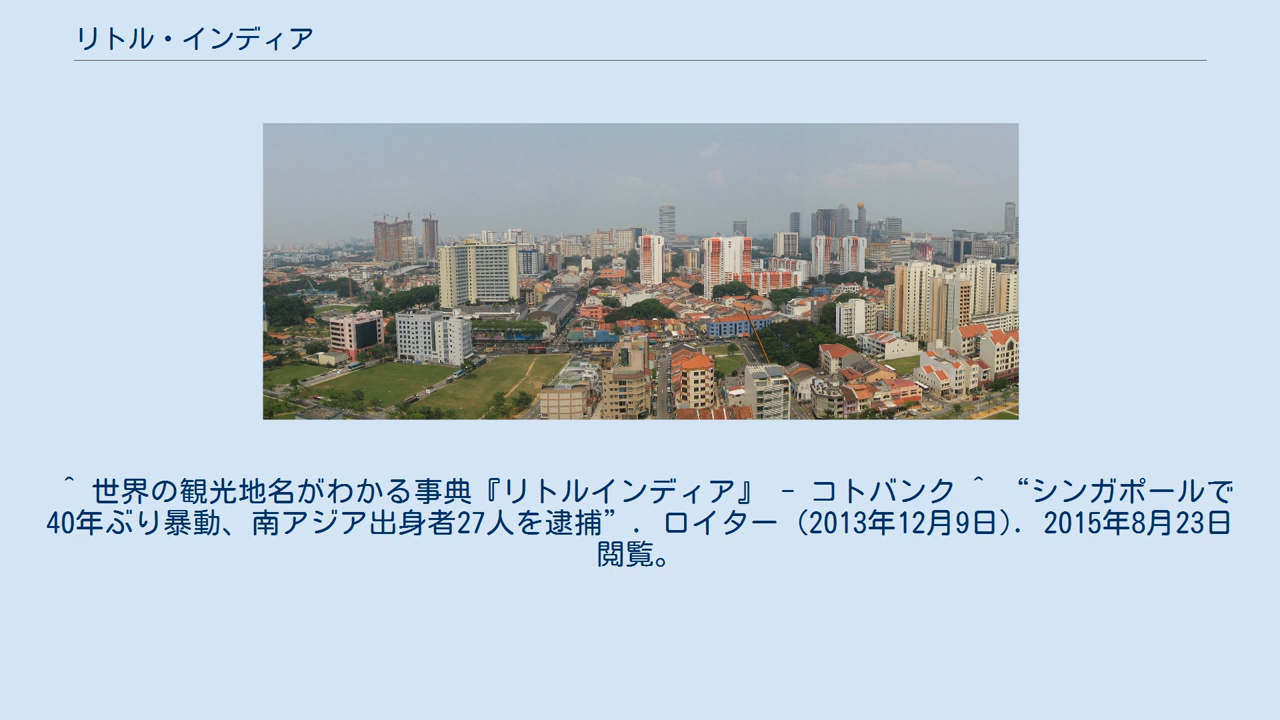 リトル・インディア
^ 世界の観光地名がわかる事典『リトルインディア』 - コトバンク ^ “シンガポールで
40年ぶり暴動、南アジア出身者27人を逮捕”. ロイター (2013年12月9日). 2015年8月23日
閲覧。